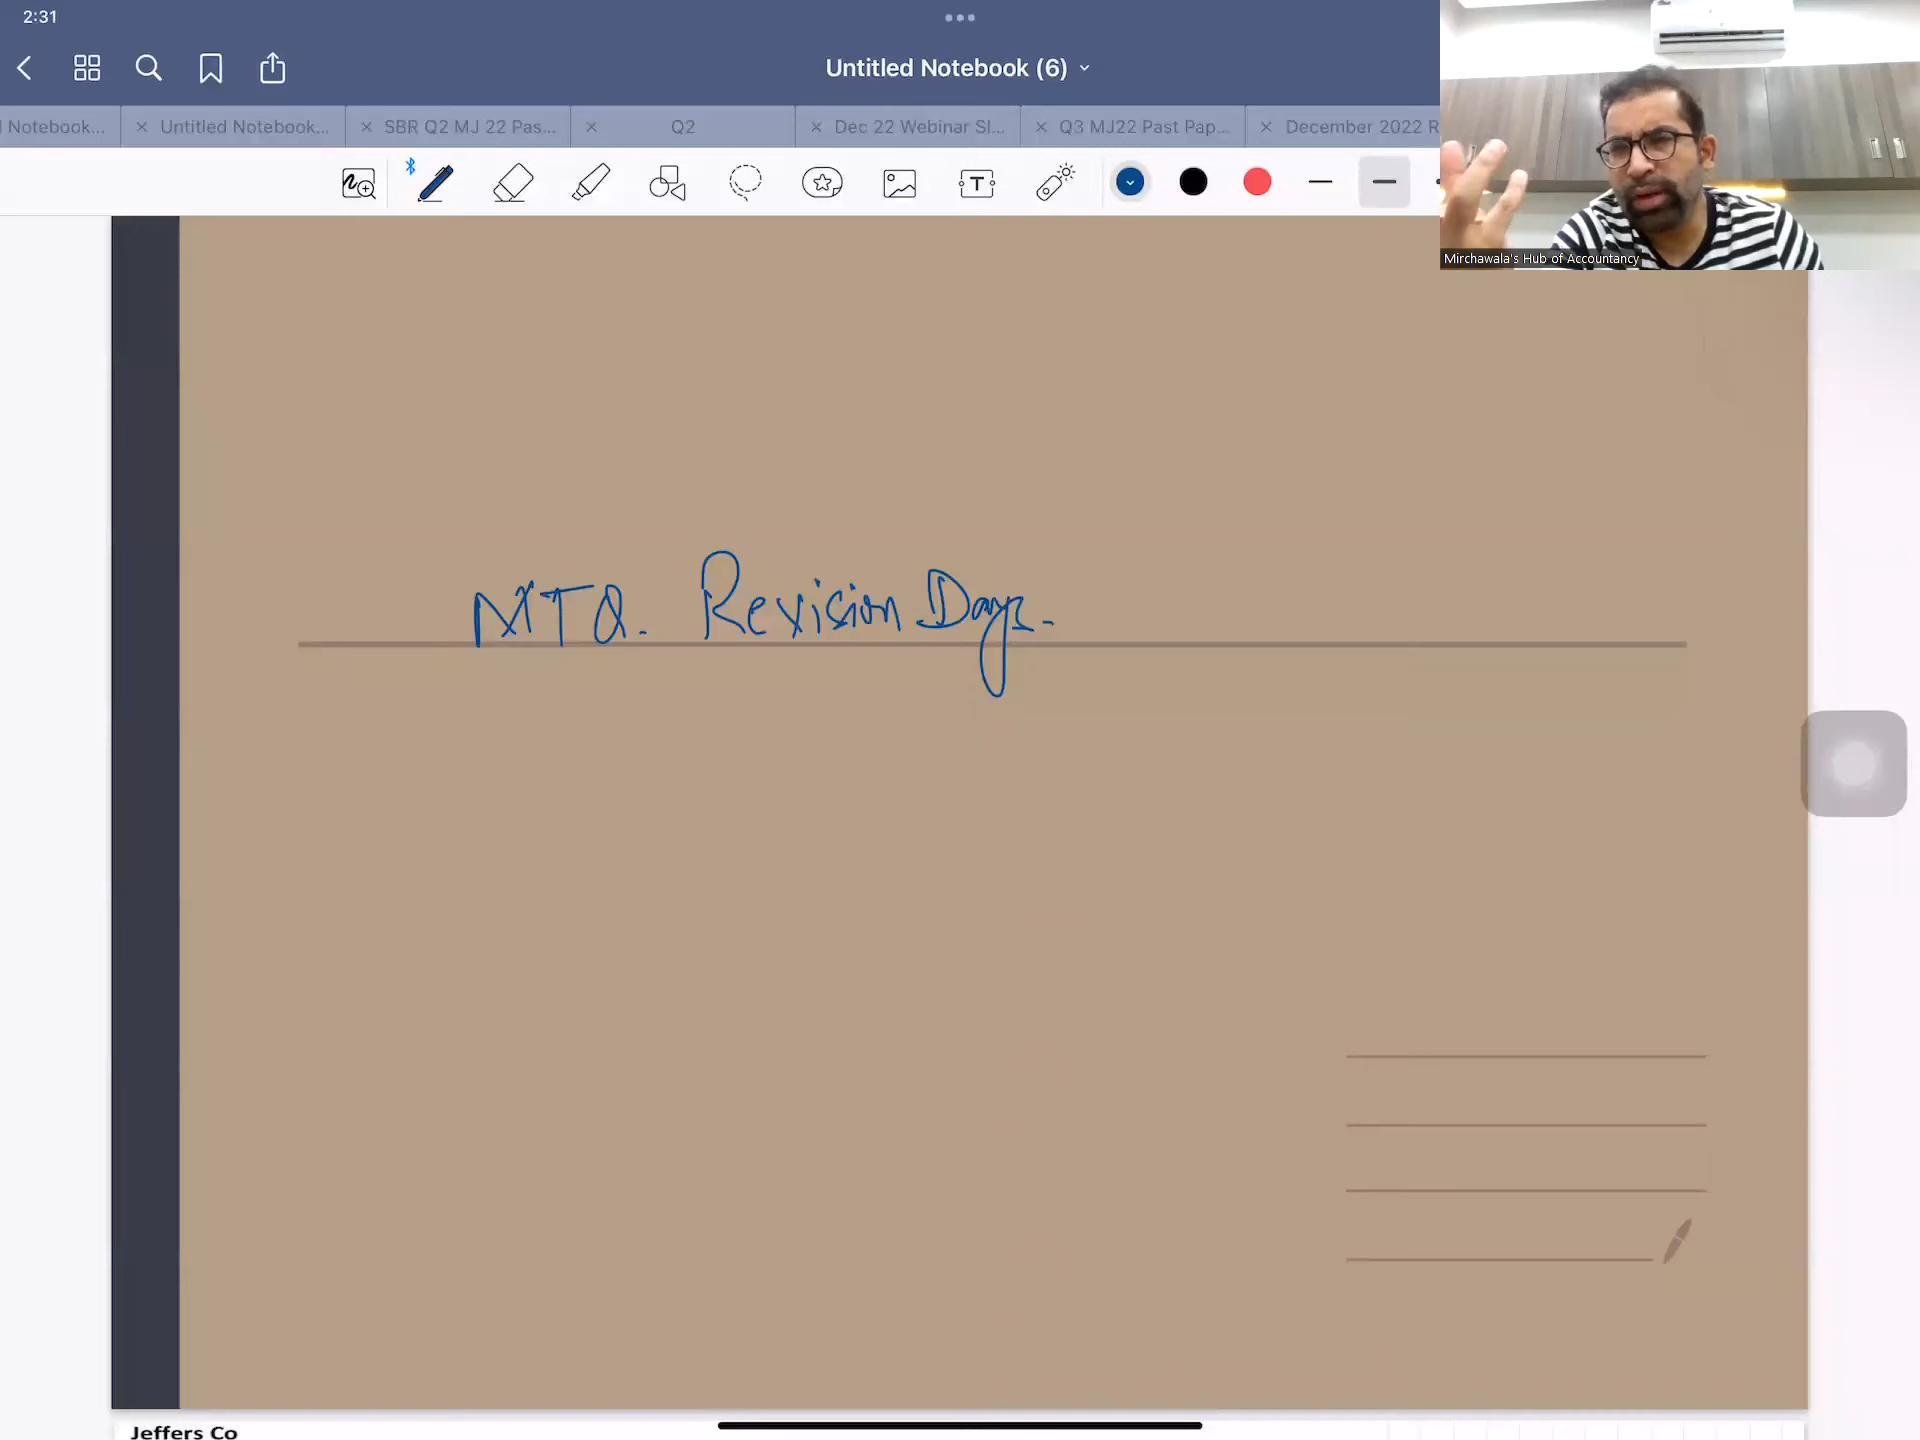 2:31
Untitled Notebook (6)
l Notebook...
Untitled Notebook...
SBR Q2 MJ 22 Pas...
Q2
Dec 22 Webinar Sl...
Q3 MJ22 Past Pap...
December 2022 R
T
Mirchawala's Hub of Accountancy
MTQ. Revision Days.
Jeffers Co